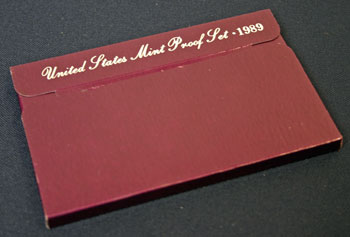 United States Mint Proof Set • 1989